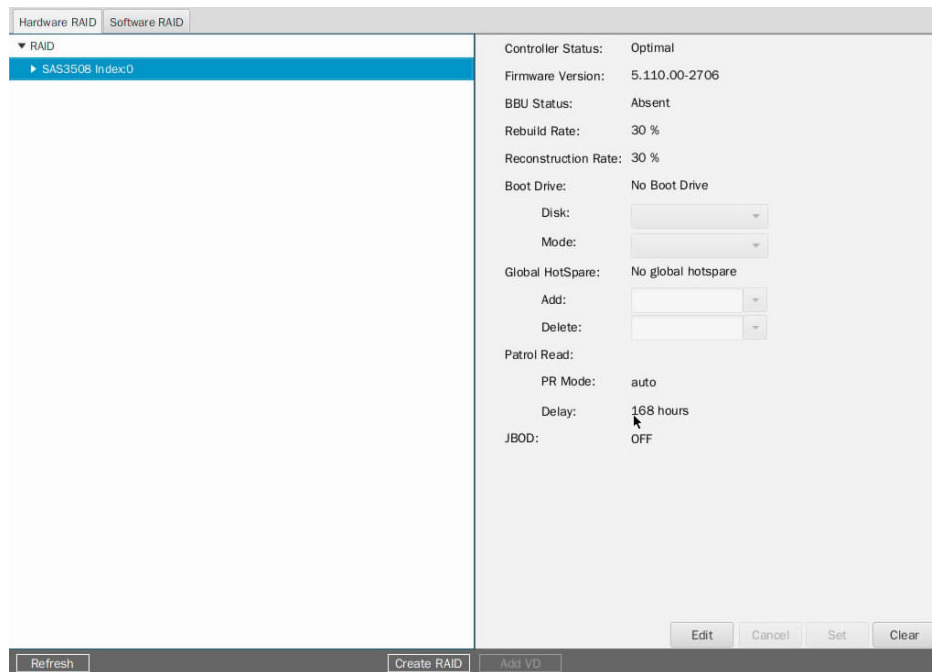 Hardware RAID
Software RAID
RAID
SAS3508 Index:0
Controller Status: Optimal
Firmware Version: 5.110.00-2706
BBU Status: Absent
Rebuild Rate: 30 %
Reconstruction Rate: 30 %
Boot Drive: No Boot Drive
Disk:
Mode:
Global HotSpare: No global hotspare
Add:
Delete:
Patrol Read:
PR Mode: auto
Delay: 168 hours
JBOD: OFF
Edit Cancel Set Clear
Refresh Create RAID Add VD